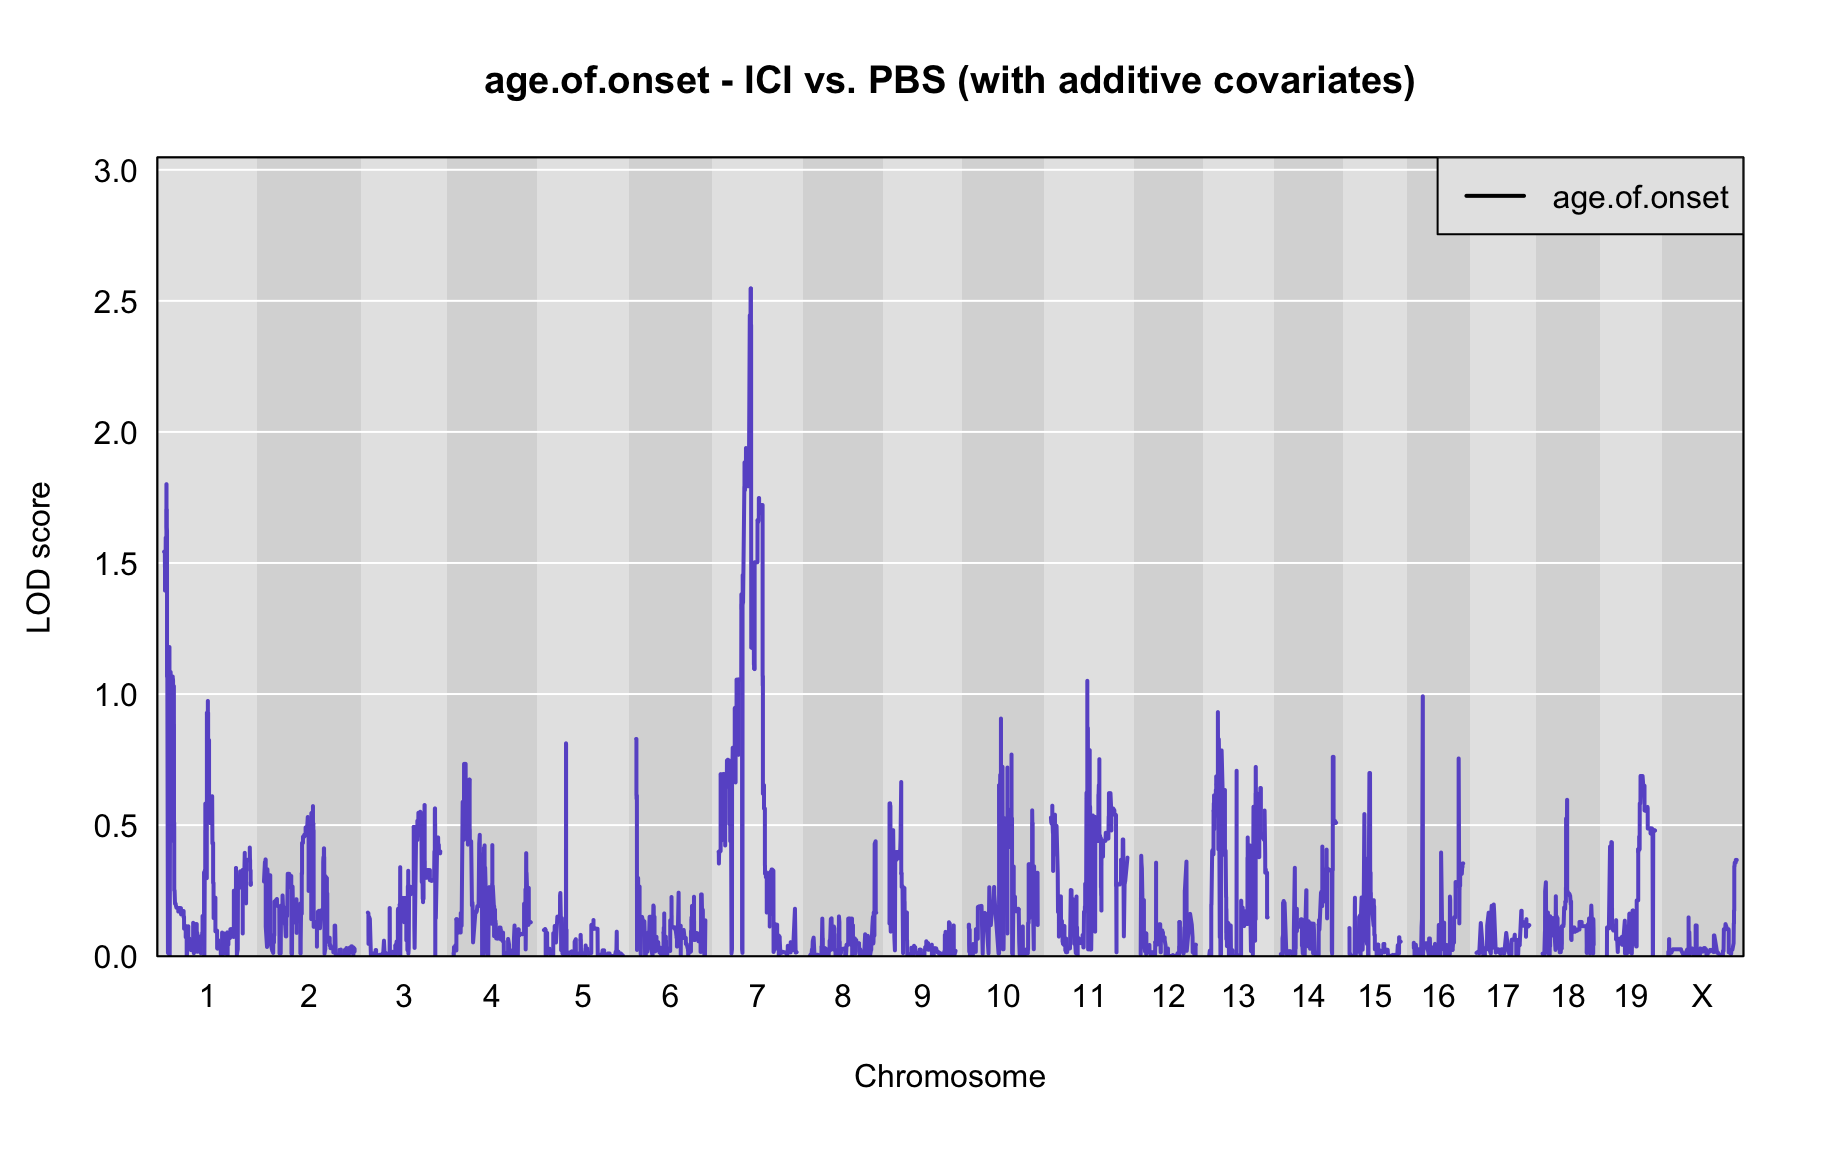 age.of.onset - ICI vs. PBS (with additive covariates)
3.0
2.5
2.0
1.5
1.0
0.5
0.0
LOD score
age.of.onset
1 2 3 4 5 6 7 8 9 10 11 12 13 14 15 16 17 18 19 X
Chromosome